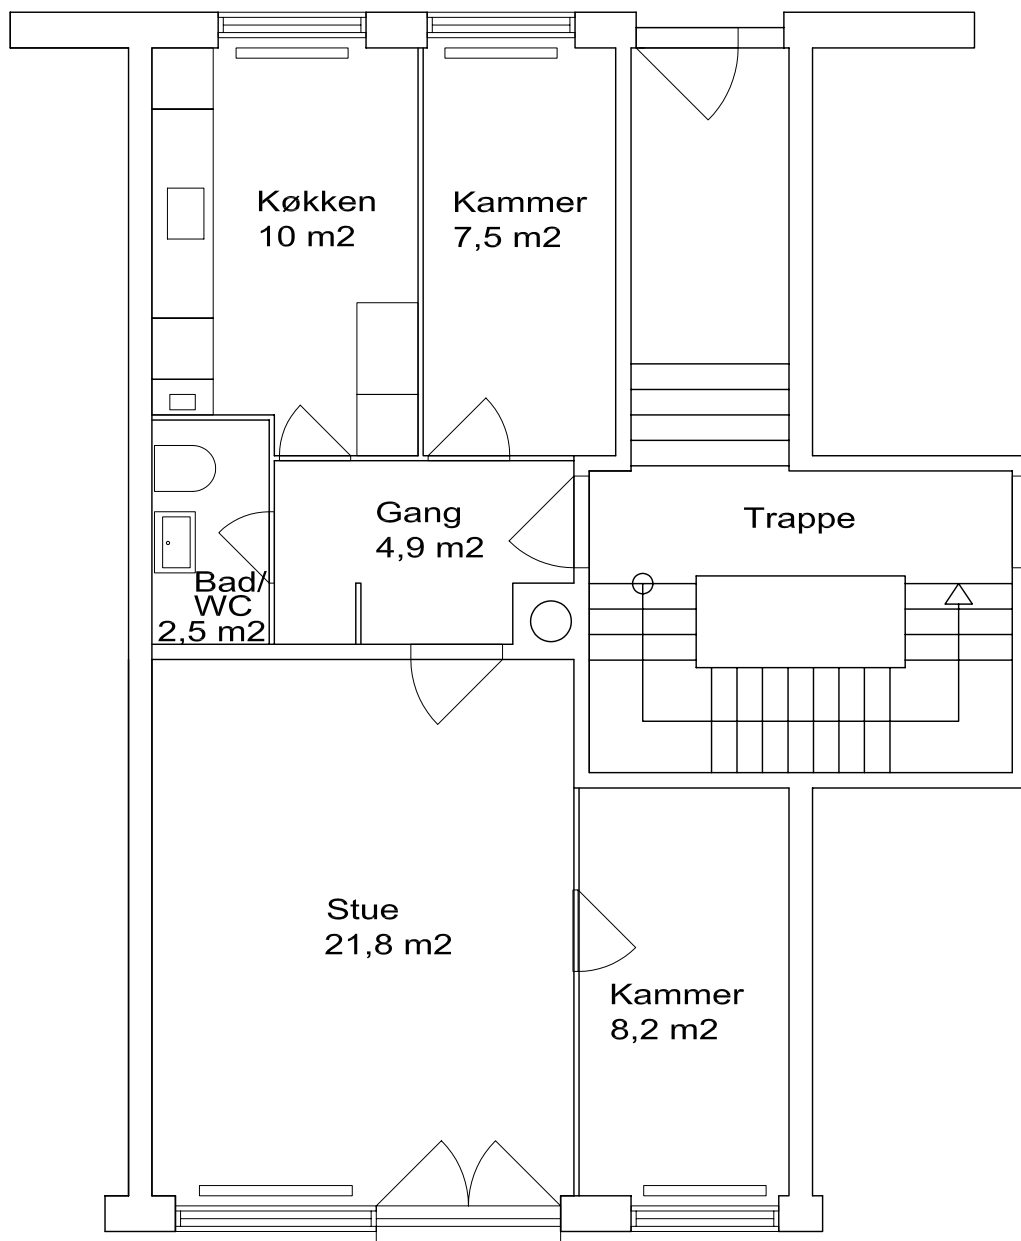 Køkken
10 m2
Kammer
7,5 m2
Gang
4,9 m2
Trappe
Bad/
WC
2,5 m2
Stue
21,8 m2
Kammer
8,2 m2